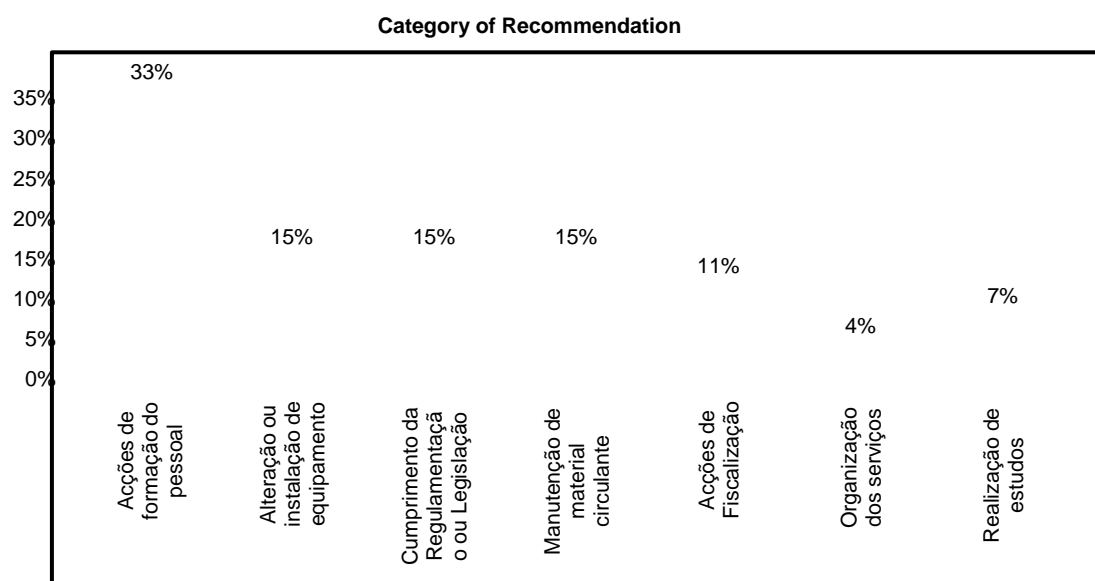 Category of Recommendation
33%
35%
30%
25%
20%
15%
10%
5%
0%
15%
15%
15%
11%
4%
7%
Acções de
formação do
pessoal
Alteração ou
instalação de
equipamento
Cumprimento da
Regulamentaçã
o ou Legislação
Manutenção de
material
circulante
Acções de
Fiscalização
Organização
dos serviços
Realização de
estudos